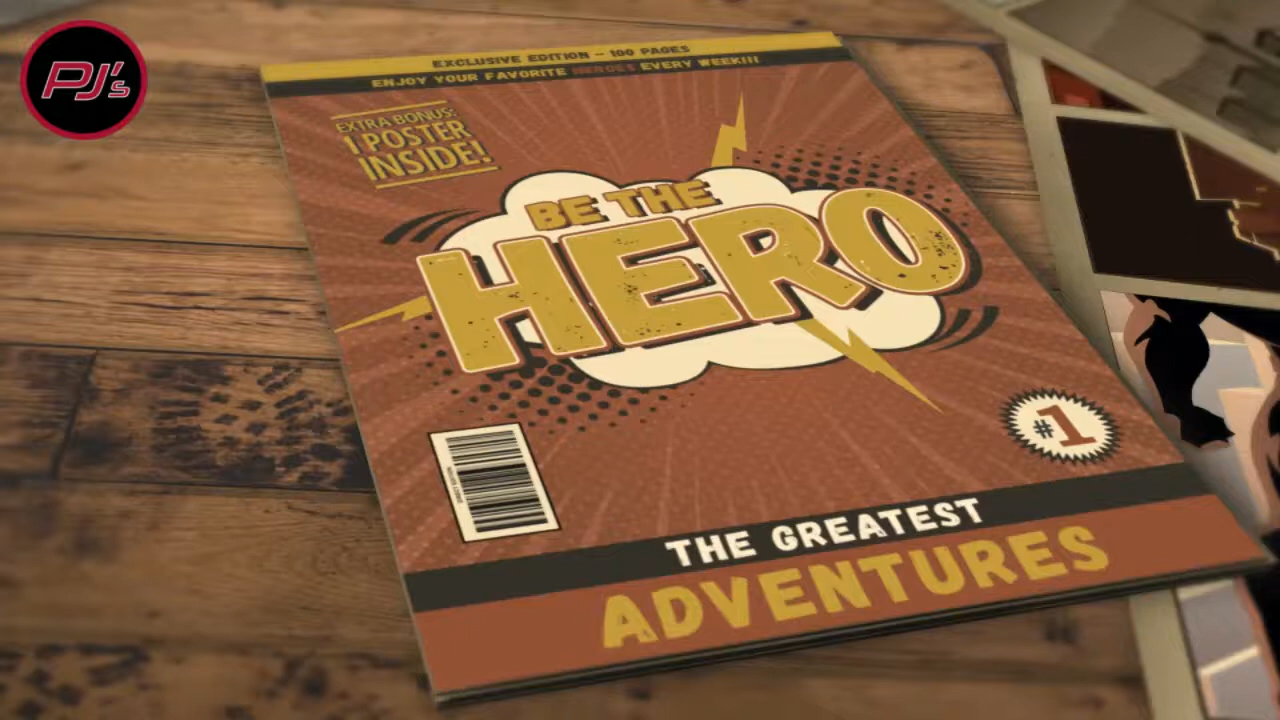 PJ's
EXCLUSIVE EDITION – 100 PAGES
ENJOY YOUR FAVORITE HEROES EVERY WEEK!!!
EXTRA BONUS:
1 POSTER
INSIDE!
BE THE
HERO
#1
THE GREATEST
ADVENTURES